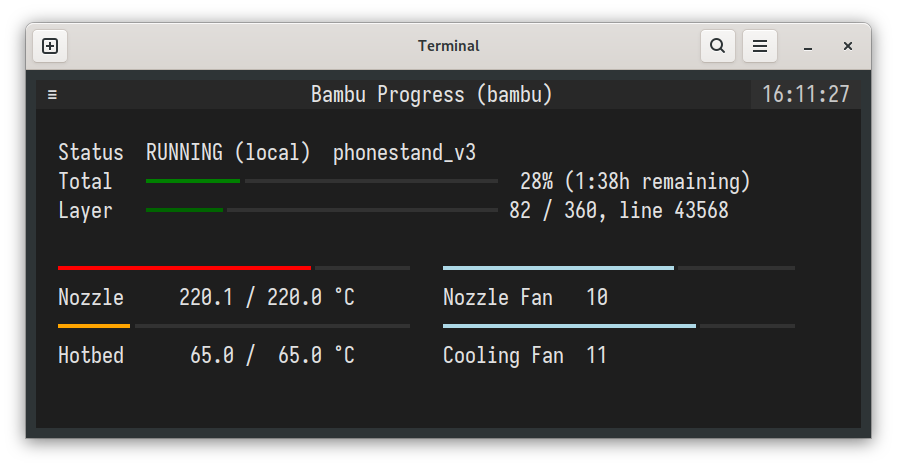 Terminal
≡ Bambu Progress (bambu) 16:11:27
Status RUNNING (local) phonestand_v3
Total 28% (1:38h remaining)
Layer 82 / 360, line 43568
Nozzle 220.1 / 220.0 °C Nozzle Fan 10
Hotbed 65.0 / 65.0 °C Cooling Fan 11